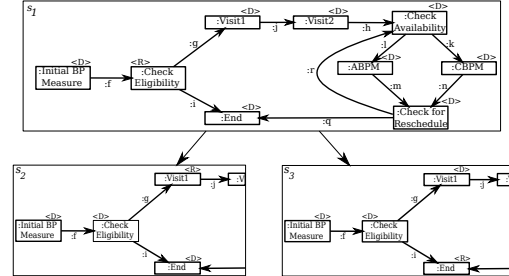 s1
<D>
:Visit1
:j
<D>
:Visit2
:h
<D>
:Check
Availability
:g
:l
:k
<D>
:Initial BP
Measure
:f
<R>
:Check
Eligibility
:r
<D>
:ABPM
<D>
:CBPM
:i
:m
:n
<D>
:End
:q
<D>
:Check for
Reschedule
s2
<R>
:Visit1
:j
:V
:g
<D>
:Initial BP
Measure
:f
<D>
:Check
Eligibility
:i
<D>
:End
s3
<D>
:Visit1
:j
:g
<D>
:Initial BP
Measure
:f
<D>
:Check
Eligibility
:i
<R>
:End